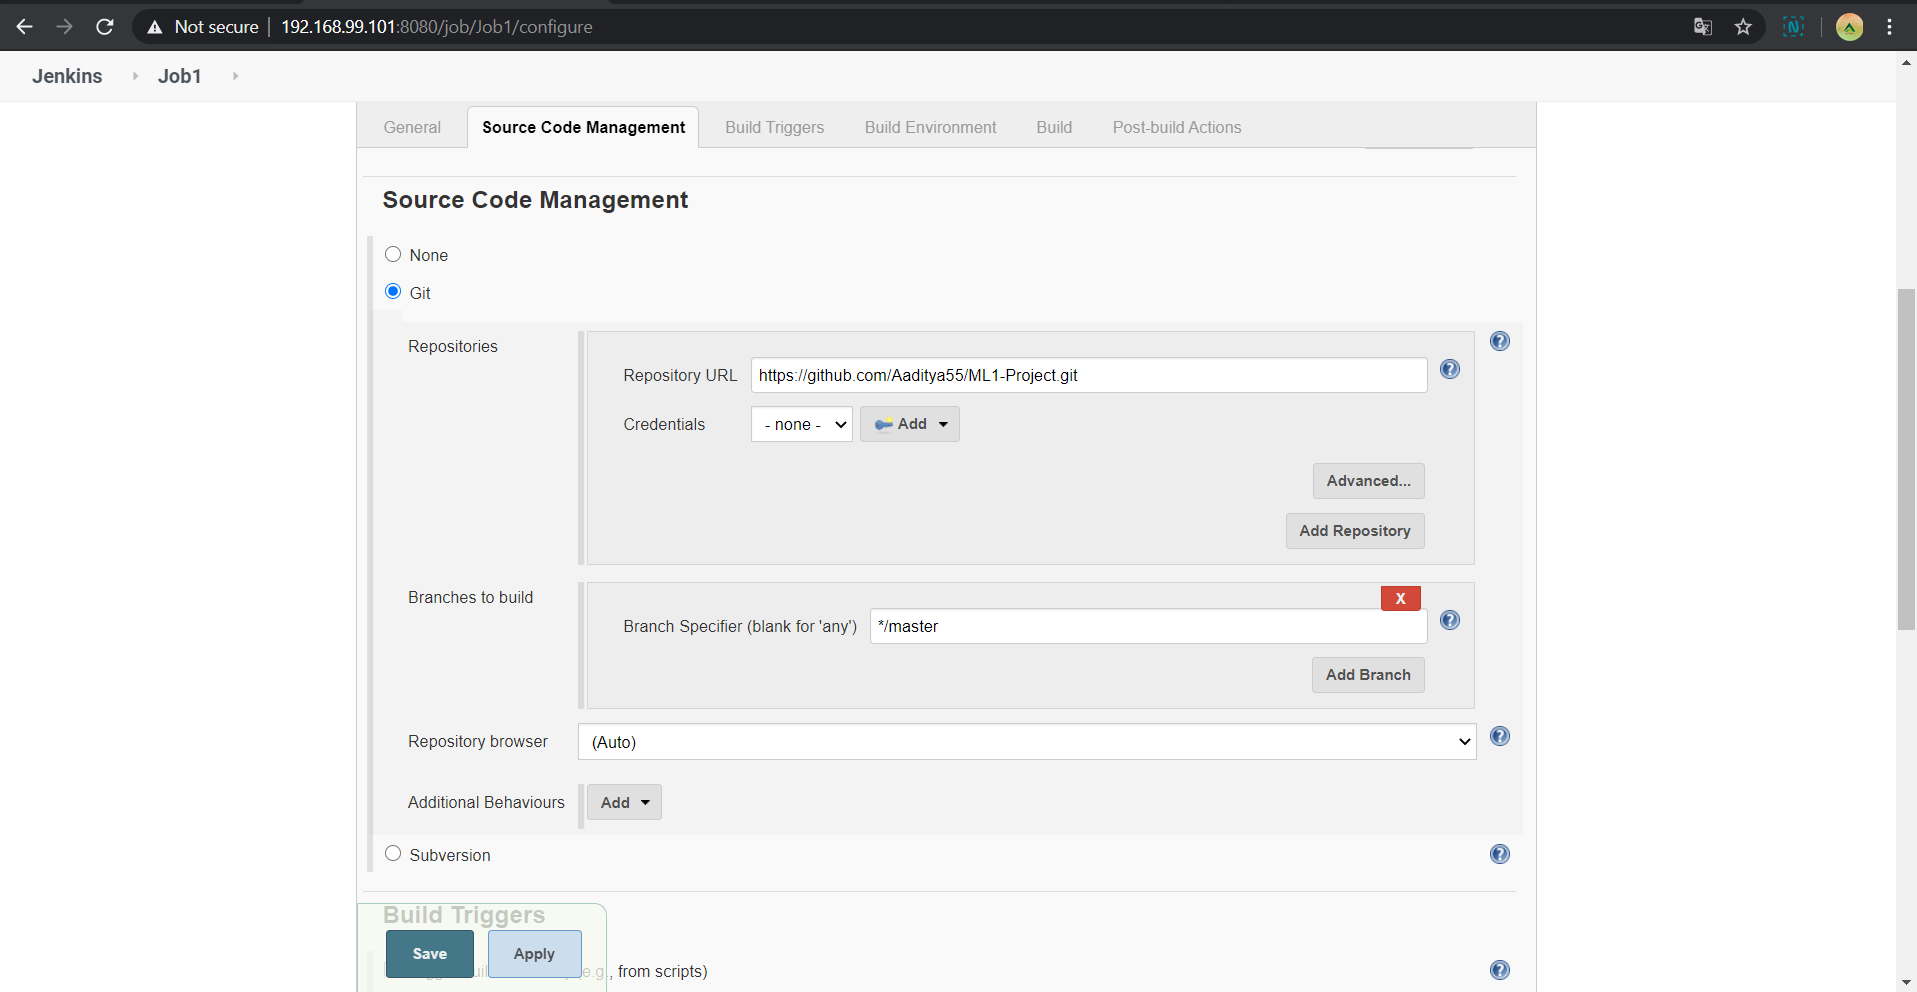 Not secure 192.168.99.101:8080/job/Job1/configure
Jenkins Job1
General Source Code Management Build Triggers Build Environment Build Post-build Actions
Source Code Management
None
Git
Repositories
Repository URL https://github.com/Aaditya55/ML1-Project.git
Credentials - none - Add
Advanced...
Add Repository
Branches to build
X
Branch Specifier (blank for 'any') */master
Add Branch
Repository browser (Auto)
Additional Behaviours Add
Subversion
Build Triggers
Save Apply
(e.g., from scripts)